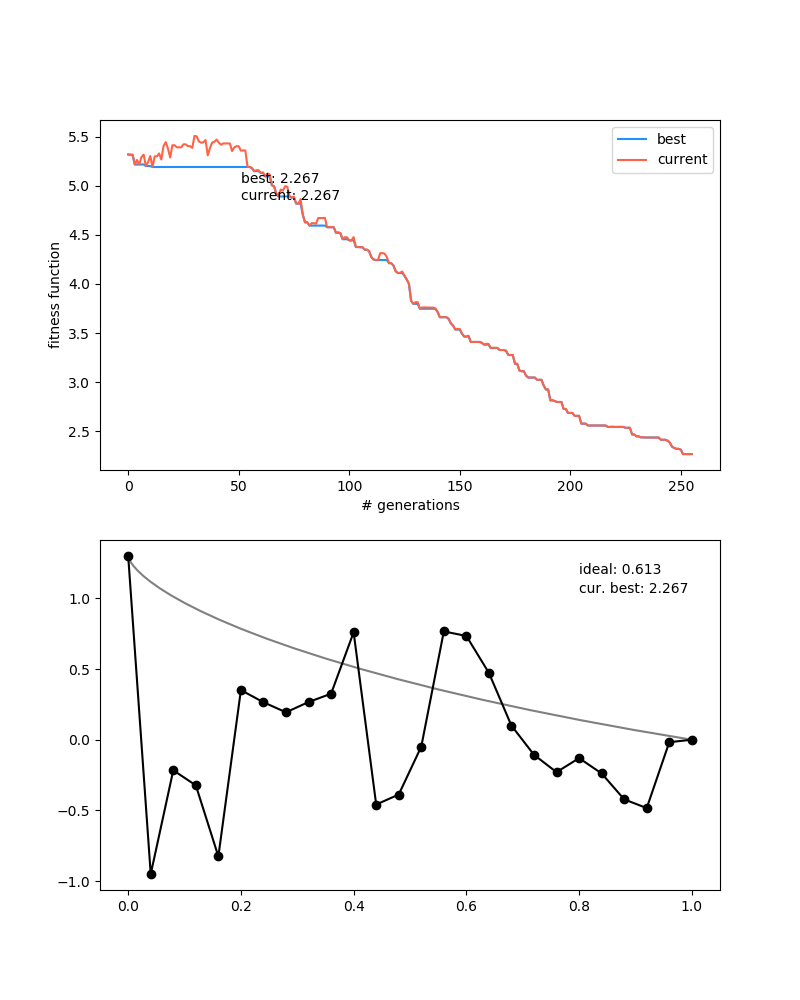 5.5
5.0
4.5
4.0
3.5
3.0
2.5
fitness function
best
current
best: 2.267
current: 2.267
0 50 100 150 200 250
# generations
1.0
0.5
0.0
−0.5
−1.0
ideal: 0.613
cur. best: 2.267
0.0 0.2 0.4 0.6 0.8 1.0